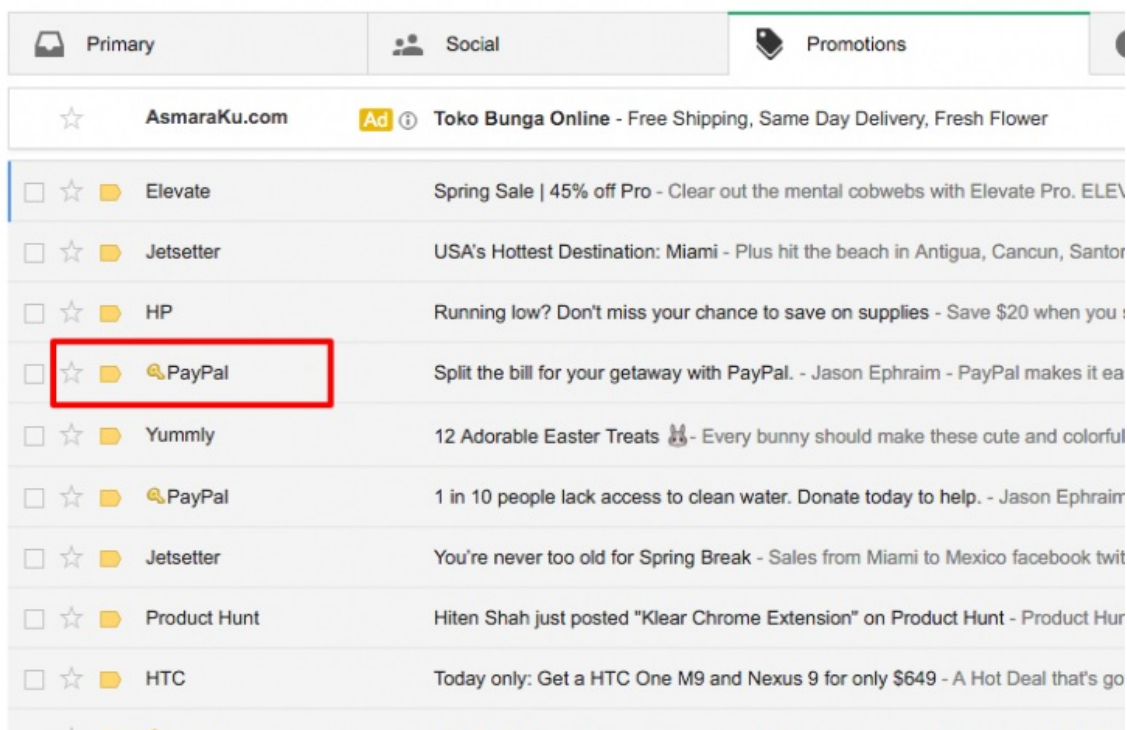 Primary
Social
Promotions
AsmaraKu.com Ad Toko Bunga Online - Free Shipping, Same Day Delivery, Fresh Flower
Elevate Spring Sale | 45% off Pro - Clear out the mental cobwebs with Elevate Pro. ELEV
Jetsetter USA's Hottest Destination: Miami - Plus hit the beach in Antigua, Cancun, Santor
HP Running low? Don't miss your chance to save on supplies - Save $20 when you s
PayPal Split the bill for your getaway with PayPal. - Jason Ephraim - PayPal makes it ea
Yummly 12 Adorable Easter Treats 🐰- Every bunny should make these cute and colorful
PayPal 1 in 10 people lack access to clean water. Donate today to help. - Jason Ephraim
Jetsetter You're never too old for Spring Break - Sales from Miami to Mexico facebook twit
Product Hunt Hiten Shah just posted "Klear Chrome Extension" on Product Hunt - Product Hun
HTC Today only: Get a HTC One M9 and Nexus 9 for only $649 - A Hot Deal that's go